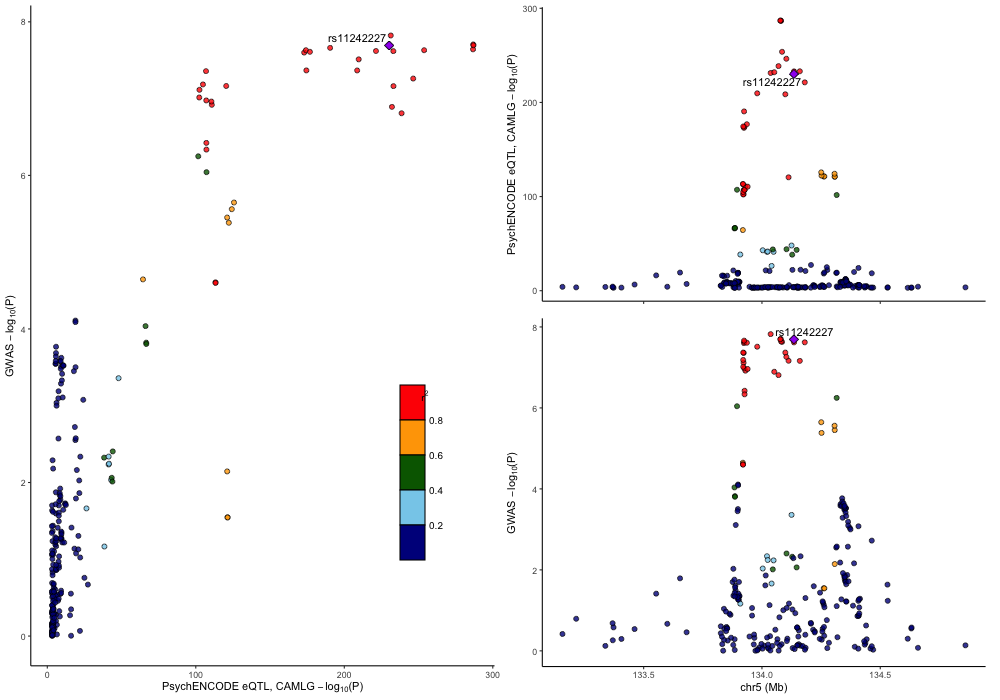 8
6
4
2
0
GWAS − log10(P)
rs11242227
r2
0.8
0.6
0.4
0.2
0
100
200
300
PsychENCODE eQTL, CAMLG − log10(P)
300
200
100
0
PsychENCODE eQTL, CAMLG − log10(P)
rs11242227
8
6
4
2
0
GWAS − log10(P)
rs11242227
133.5
134.0
134.5
chr5 (Mb)